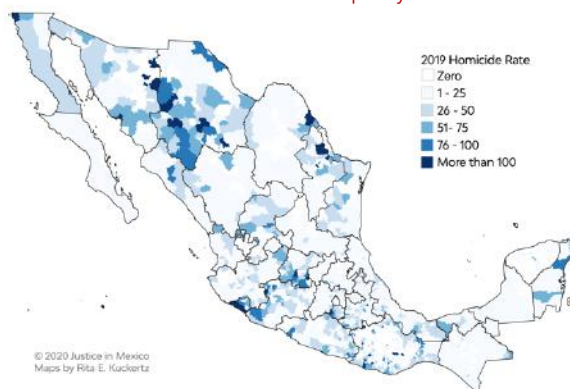 2019 Homicide Rate
Zero
1 - 25
26 - 50
51- 75
76 - 100
More than 100
© 2020 Justice in Mexico
Maps by Rita E. Kuckertz